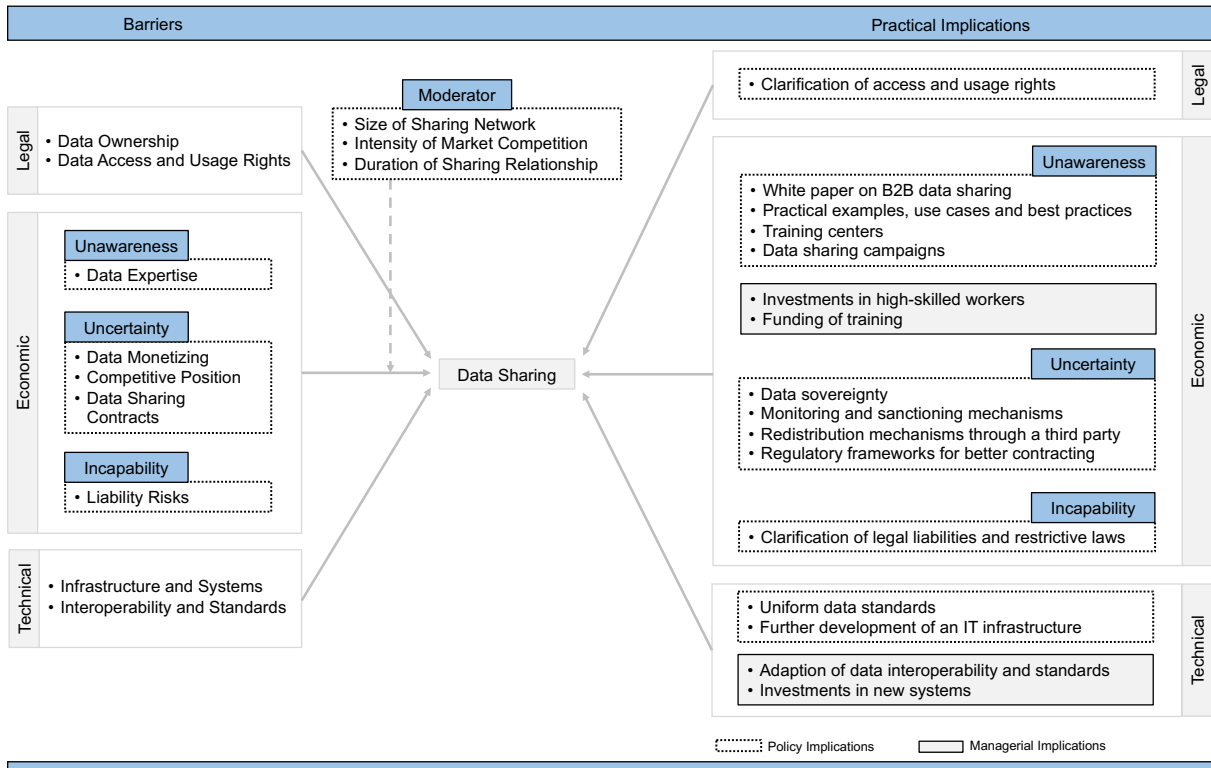 Barriers
Practical Implications
Legal
• Data Ownership
• Data Access and Usage Rights
Economic
Unawareness
• Data Expertise
Uncertainty
• Data Monetizing
• Competitive Position
• Data Sharing
Contracts
Incapability
• Liability Risks
Technical
• Infrastructure and Systems
• Interoperability and Standards
Moderator
• Size of Sharing Network
• Intensity of Market Competition
• Duration of Sharing Relationship
Data Sharing
• Clarification of access and usage rights
Legal
Unawareness
• White paper on B2B data sharing
• Practical examples, use cases and best practices
• Training centers
• Data sharing campaigns
• Investments in high-skilled workers
• Funding of training
Uncertainty
• Data sovereignty
• Monitoring and sanctioning mechanisms
• Redistribution mechanisms through a third party
• Regulatory frameworks for better contracting
Incapability
• Clarification of legal liabilities and restrictive laws
Economic
• Uniform data standards
• Further development of an IT infrastructure
• Adaption of data interoperability and standards
• Investments in new systems
Technical
Policy Implications
Managerial Implications